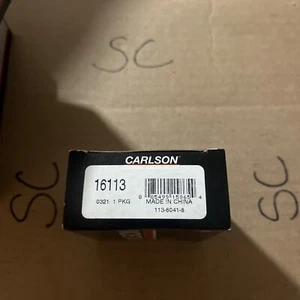 SC
CARLSON
16113
0321 1 PKG
MADE IN CHINA
113-6041-8
SC
SC